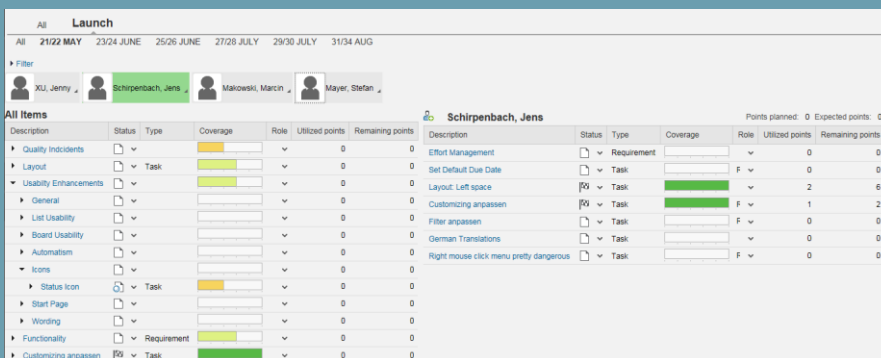 All Launch
All 21/22 MAY 23/24 JUNE 25/26 JUNE 27/28 JULY 29/30 JULY 31/34 AUG
Filter
XU, Jenny Schirpenbach, Jens Makowski, Marcin Mayer, Stefan
All Items
Description Status Type Coverage Role Utilized points Remaining points
Quality Indcidents 0 0
Layout Task 0 0
Usabilty Enhancements 0 0
General 0 0
List Usability 0 0
Board Usability 0 0
Automatism 0 0
Icons 0 0
Status Icon Task 0 0
Start Page 0 0
Wording 0 0
Functionality Requirement 0 0
Customizing anpassen Task 0 0
Schirpenbach, Jens Points planned: 0 Expected points: 0
Description Status Type Coverage Role Utilized points Remaining points
Effort Management Requirement 0 0
Set Default Due Date Task F 0 0
Layout: Left space Task 2 6
Customizing anpassen Task F 1 2
Filter anpassen Task F 0 0
German Translations Task 0 0
Right mouse click menu pretty dangerous Task F 0 0